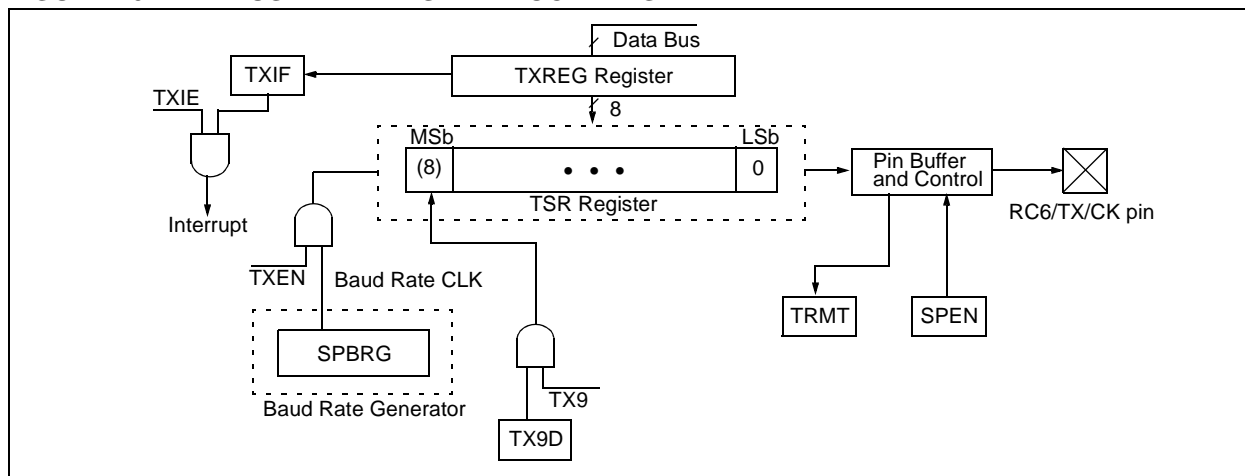 Data Bus
TXIF
TXREG Register
TXIE
8
MSb
LSb
(8)
• • •
0
Pin Buffer
and Control
TSR Register
RC6/TX/CK pin
Interrupt
TXEN
Baud Rate CLK
TRMT
SPEN
SPBRG
TX9
Baud Rate Generator
TX9D